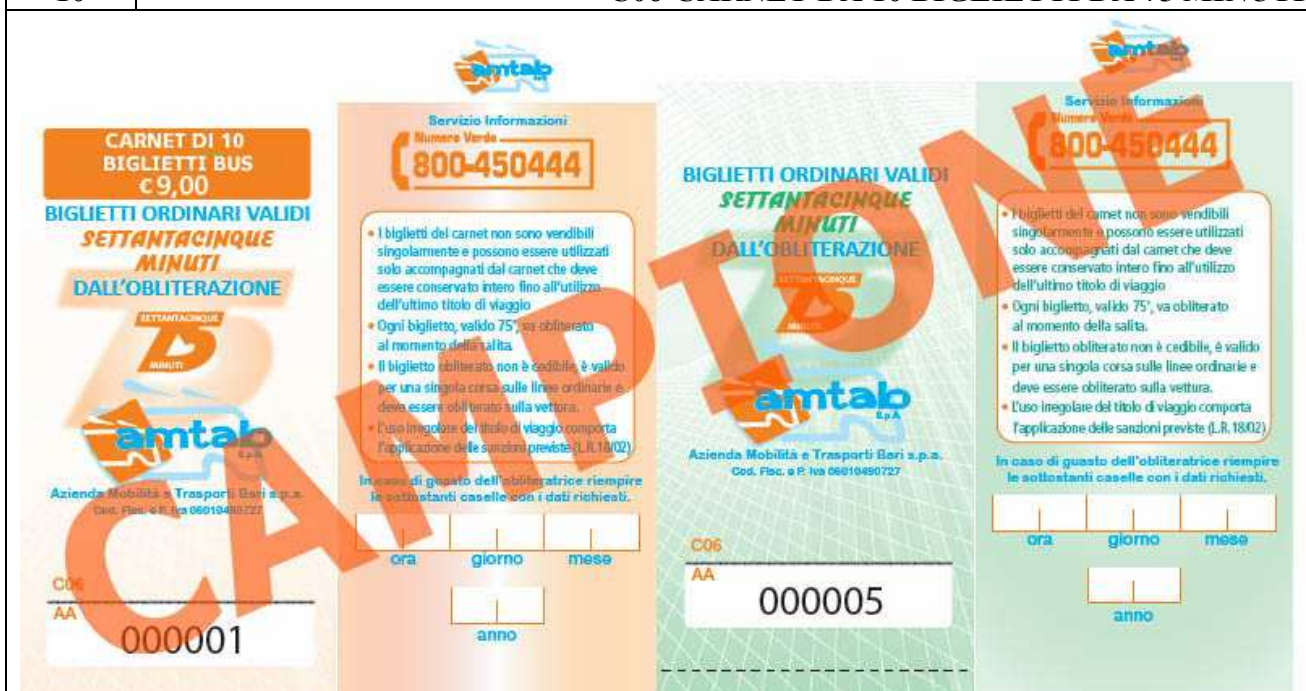 CARNET DI 10
BIGLIETTI BUS
€ 9,00
BIGLIETTI ORDINARI VALIDI
SETTANTACINQUE
MINUTI
DALL'OBLITERAZIONE
SETTANTACINQUE
75
MINUTI
amtab
S.p.A
Azienda Mobilità e Trasporti Bari s.p.a.
Cod. Fisc. e P. Iva 06010490727
C06
AA
000001
amtab
Servizio Informazioni
Numero Verde
800-450444
• I biglietti del carnet non sono vendibili
singolarmente e possono essere utilizzati
solo accompagnati dal carnet che deve
essere conservato intero fino all'utilizzo
dell'ultimo titolo di viaggio
• Ogni biglietto, valido 75', va obliterato
al momento della salita.
• Il biglietto obliterato non è cedibile, è valido
per una singola corsa sulle linee ordinarie e
deve essere obliterato sulla vettura.
• L'uso irregolare del titolo di viaggio comporta
l'applicazione delle sanzioni previste (L.R.18/02)
In caso di guasto dell'obliteratrice riempire
le sottostanti caselle con i dati richiesti.
ora giorno mese
anno
BIGLIETTI ORDINARI VALIDI
SETTANTACINQUE
MINUTI
DALL'OBLITERAZIONE
SETTANTACINQUE
75
MINUTI
amtab
S.p.A
Azienda Mobilità e Trasporti Bari s.p.a.
Cod. Fisc. e P. Iva 06010490727
C06
AA
000005
amtab
Servizio Informazioni
Numero Verde
800-450444
• I biglietti del carnet non sono vendibili
singolarmente e possono essere utilizzati
solo accompagnati dal carnet che deve
essere conservato intero fino all'utilizzo
dell'ultimo titolo di viaggio
• Ogni biglietto, valido 75', va obliterato
al momento della salita.
• Il biglietto obliterato non è cedibile, è valido
per una singola corsa sulle linee ordinarie e
deve essere obliterato sulla vettura.
• L'uso irregolare del titolo di viaggio comporta
l'applicazione delle sanzioni previste (L.R.18/02)
In caso di guasto dell'obliteratrice riempire
le sottostanti caselle con i dati richiesti.
ora giorno mese
anno
CAMPIONE